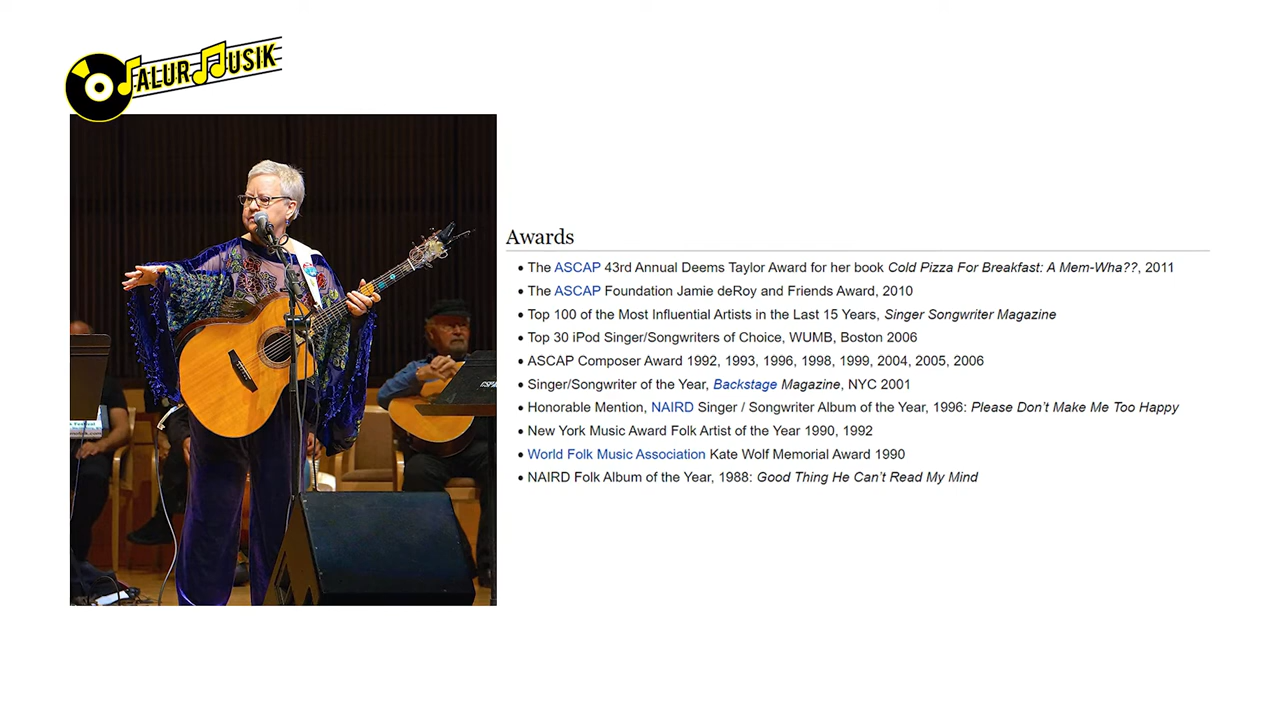 JALUR MUSIK
Awards
• The ASCAP 43rd Annual Deems Taylor Award for her book Cold Pizza For Breakfast: A Mem-Wha??, 2011
• The ASCAP Foundation Jamie deRoy and Friends Award, 2010
• Top 100 of the Most Influential Artists in the Last 15 Years, Singer Songwriter Magazine
• Top 30 iPod Singer/Songwriters of Choice, WUMB, Boston 2006
• ASCAP Composer Award 1992, 1993, 1996, 1998, 1999, 2004, 2005, 2006
• Singer/Songwriter of the Year, Backstage Magazine, NYC 2001
• Honorable Mention, NAIRD Singer / Songwriter Album of the Year, 1996: Please Don’t Make Me Too Happy
• New York Music Award Folk Artist of the Year 1990, 1992
• World Folk Music Association Kate Wolf Memorial Award 1990
• NAIRD Folk Album of the Year, 1988: Good Thing He Can’t Read My Mind